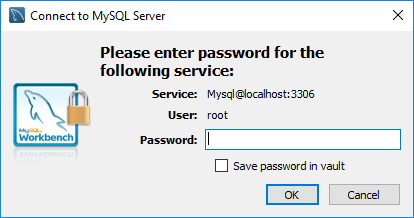 Connect to MySQL Server
Please enter password for the
following service:
Service: Mysql@localhost:3306
User: root
Password:
MySQL
Workbench
Save password in vault
OK Cancel